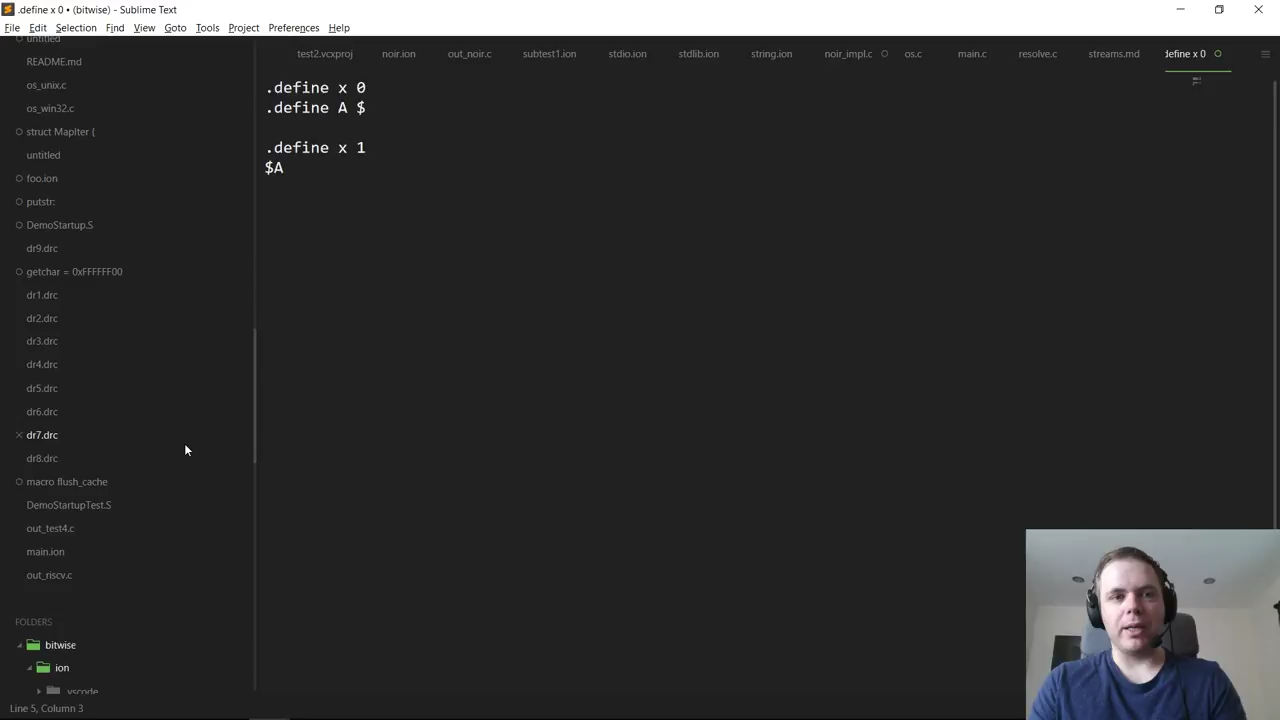 .define x 0 • (bitwise) - Sublime Text
File Edit Selection Find View Goto Tools Project Preferences Help
untitled
README.md
os_unix.c
os_win32.c
struct MapIter {
untitled
foo.ion
putstr:
DemoStartup.S
dr9.drc
getchar = 0xFFFFFF00
dr1.drc
dr2.drc
dr3.drc
dr4.drc
dr5.drc
dr6.drc
dr7.drc
dr8.drc
macro flush_cache
DemoStartupTest.S
out_test4.c
main.ion
out_riscv.c
FOLDERS
bitwise
ion
.vscode
test2.vcxproj noir.ion out_noir.c subtest1.ion stdio.ion stdlib.ion string.ion noir_impl.c os.c main.c resolve.c streams.md define x 0
.define x 0
.define A $
.define x 1
$A
Line 5, Column 3